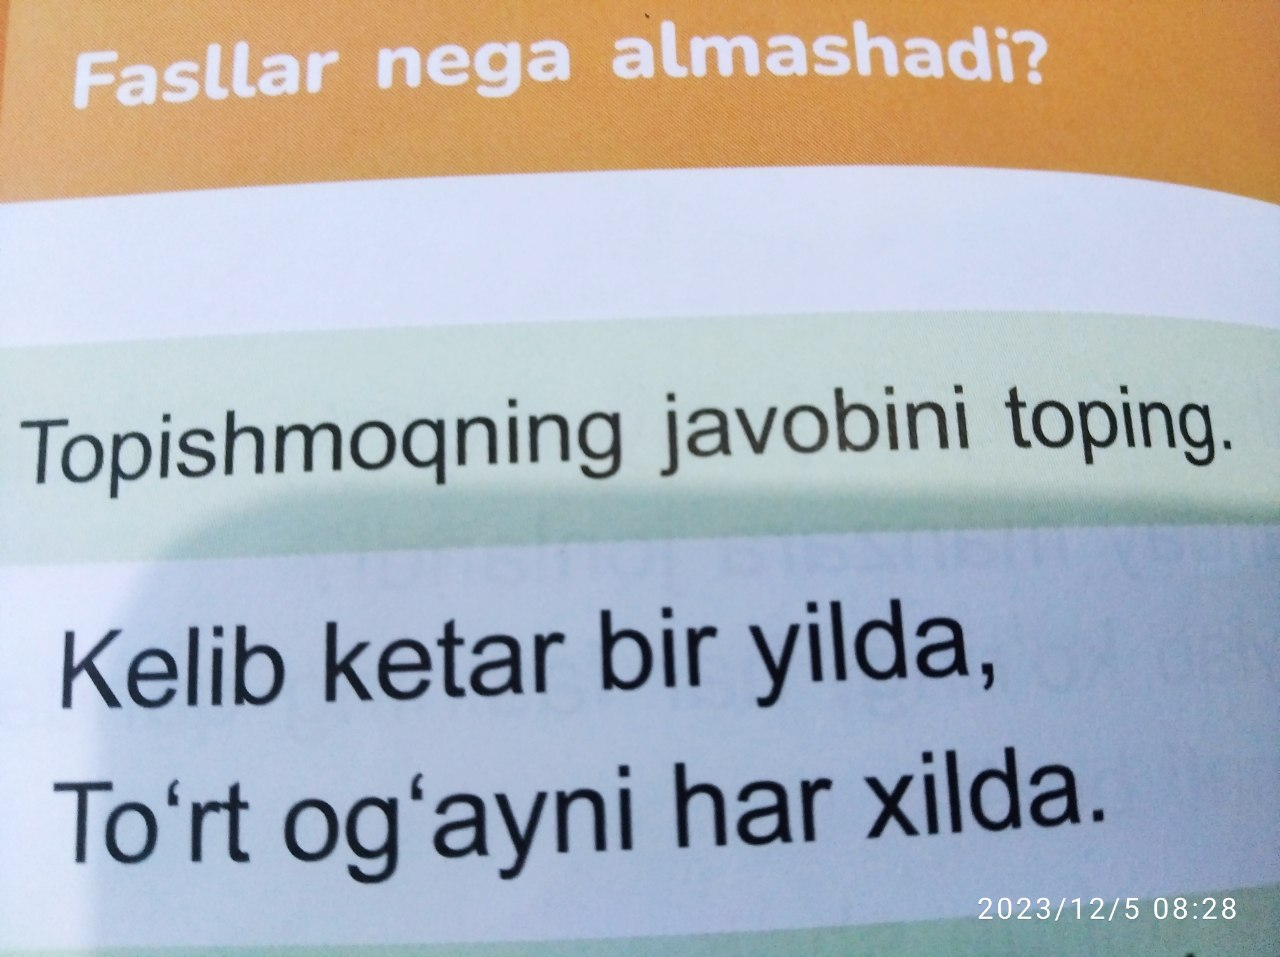 Fasllar nega almashadi?
Topishmoqning javobini toping.
Kelib ketar bir yilda,
To‘rt og‘ayni har xilda.
2023/12/5 08:28